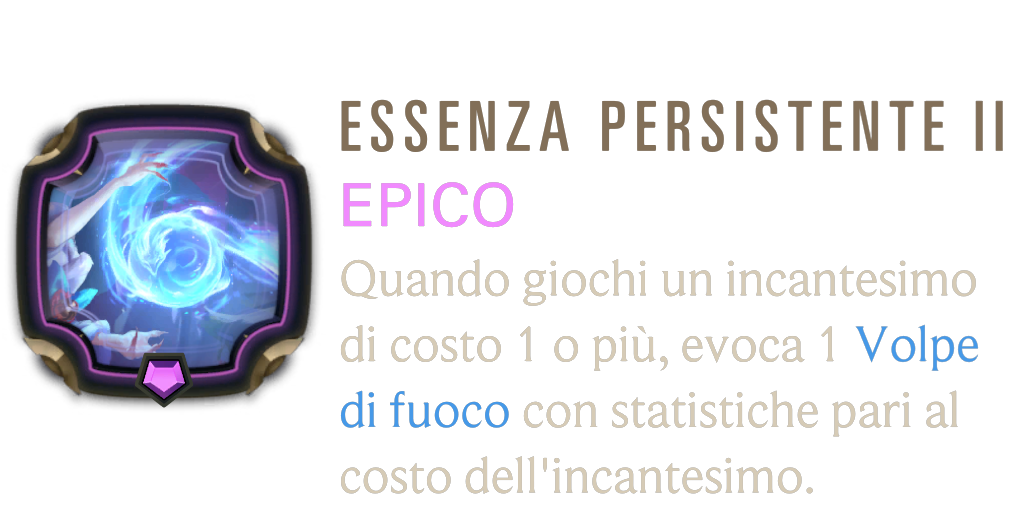 ESSENZA PERSISTENTE II
EPICO
Quando giochi un incantesimo
di costo 1 o più, evoca 1 Volpe
di fuoco con statistiche pari al
costo dell'incantesimo.